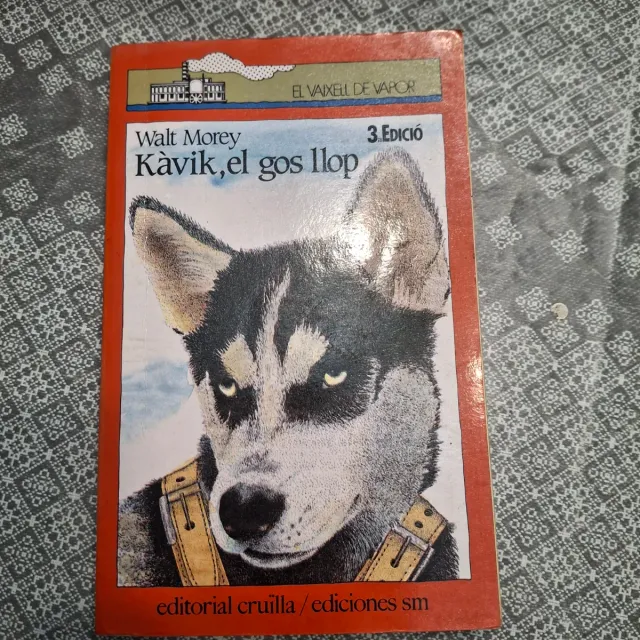 EL VAIXELL DE VAPOR
Walt Morey
3.ª EDICIÓ
Kàvik, el gos llop
editorial cruïlla / ediciones sm